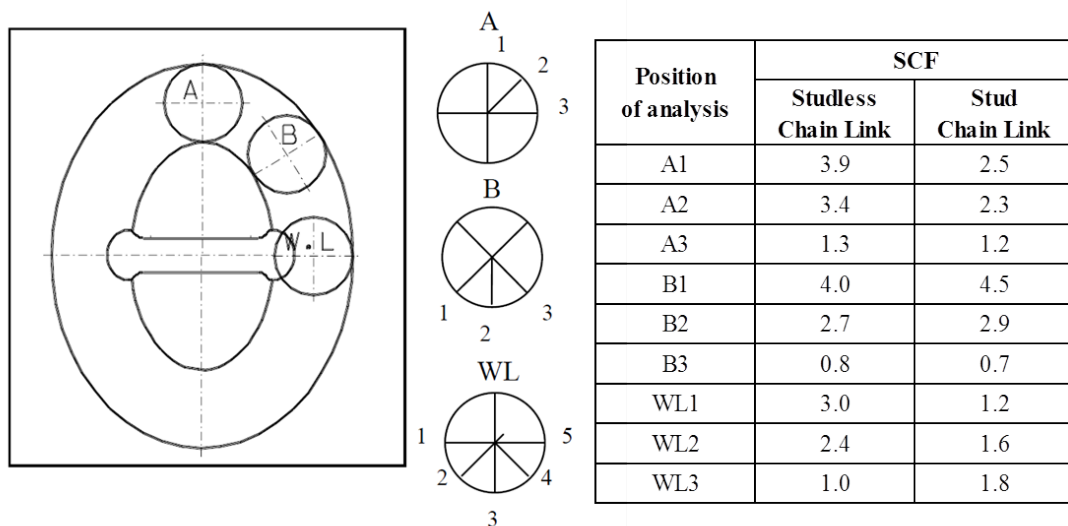 A
B
W.L
A
1
2
3
B
1
2
3
WL
1
2
3
4
5
Position of analysis
SCF
Studless Chain Link
Stud Chain Link
A1 3.9 2.5
A2 3.4 2.3
A3 1.3 1.2
B1 4.0 4.5
B2 2.7 2.9
B3 0.8 0.7
WL1 3.0 1.2
WL2 2.4 1.6
WL3 1.0 1.8